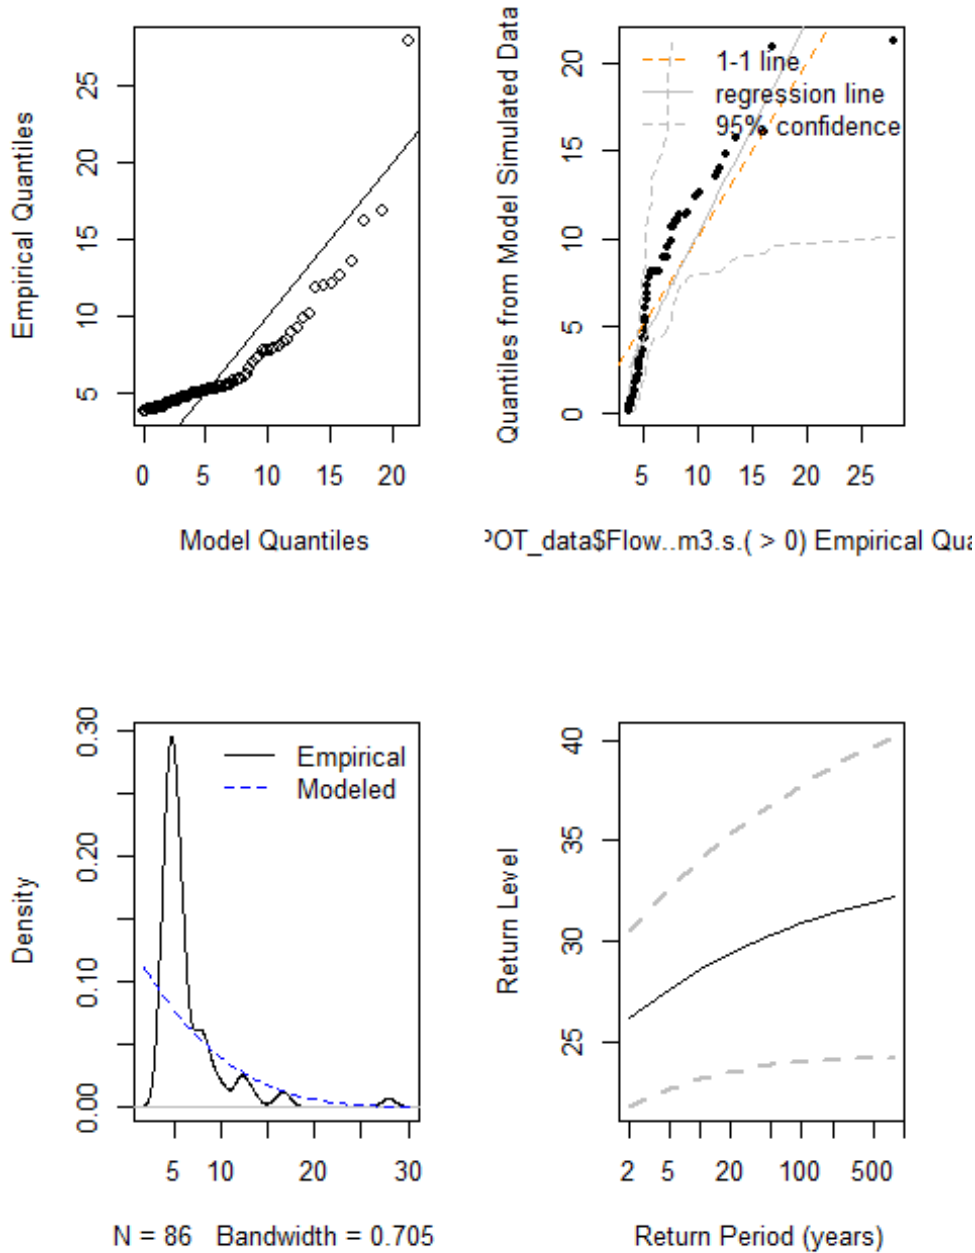 Empirical Quantiles
5 10 15 20 25
0 5 10 15 20
Model Quantiles
Quantiles from Model Simulated Data
0 5 10 15 20
1-1 line
regression line
95% confidence
5 10 15 20 25
POT_data$Flow..m3.s.( > 0) Empirical Qua
Density
0.00 0.10 0.20 0.30
Empirical
Modeled
5 10 20 30
N = 86 Bandwidth = 0.705
Return Level
25 30 35 40
2 5 20 100 500
Return Period (years)